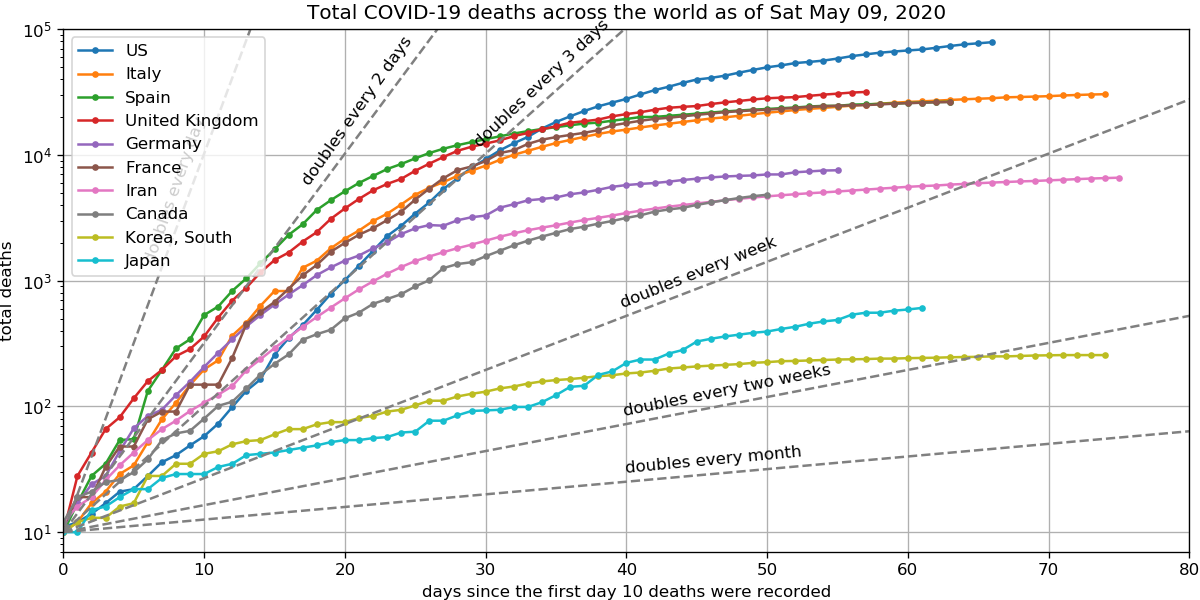 Total COVID-19 deaths across the world as of Sat May 09, 2020
10^5
10^4
10^3
10^2
10^1
total deaths
US
Italy
Spain
United Kingdom
Germany
France
Iran
Canada
Korea, South
Japan
doubles every day
doubles every 2 days
doubles every 3 days
doubles every week
doubles every two weeks
doubles every month
0 10 20 30 40 50 60 70 80
days since the first day 10 deaths were recorded